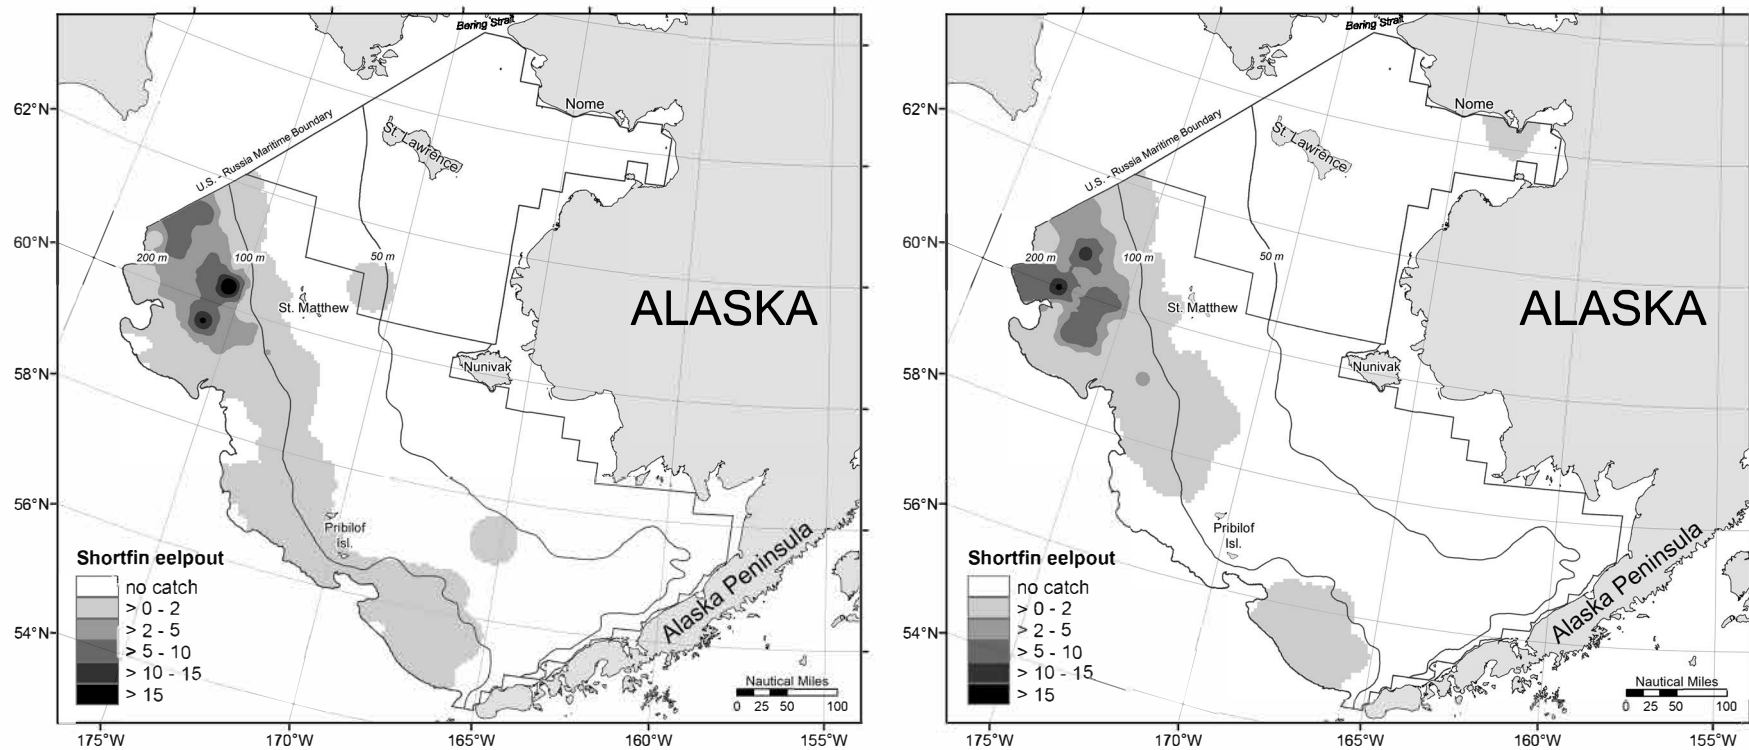 Bering Strait
62°N
Nome
St. Lawrence
U.S. - Russia Maritime Boundary
60°N
200 m
100 m
50 m
St. Matthew
ALASKA
58°N
Nunivak
56°N
Pribilof
Isl.
Alaska Peninsula
Shortfin eelpout
no catch
> 0 - 2
> 2 - 5
> 5 - 10
> 10 - 15
> 15
54°N
Nautical Miles
0 25 50 100
175°W 170°W 165°W 160°W 155°W
Bering Strait
62°N
Nome
St. Lawrence
U.S. - Russia Maritime Boundary
60°N
200 m
100 m
50 m
St. Matthew
ALASKA
58°N
Nunivak
56°N
Pribilof
Isl.
Alaska Peninsula
Shortfin eelpout
no catch
> 0 - 2
> 2 - 5
> 5 - 10
> 10 - 15
> 15
54°N
Nautical Miles
0 25 50 100
175°W 170°W 165°W 160°W 155°W